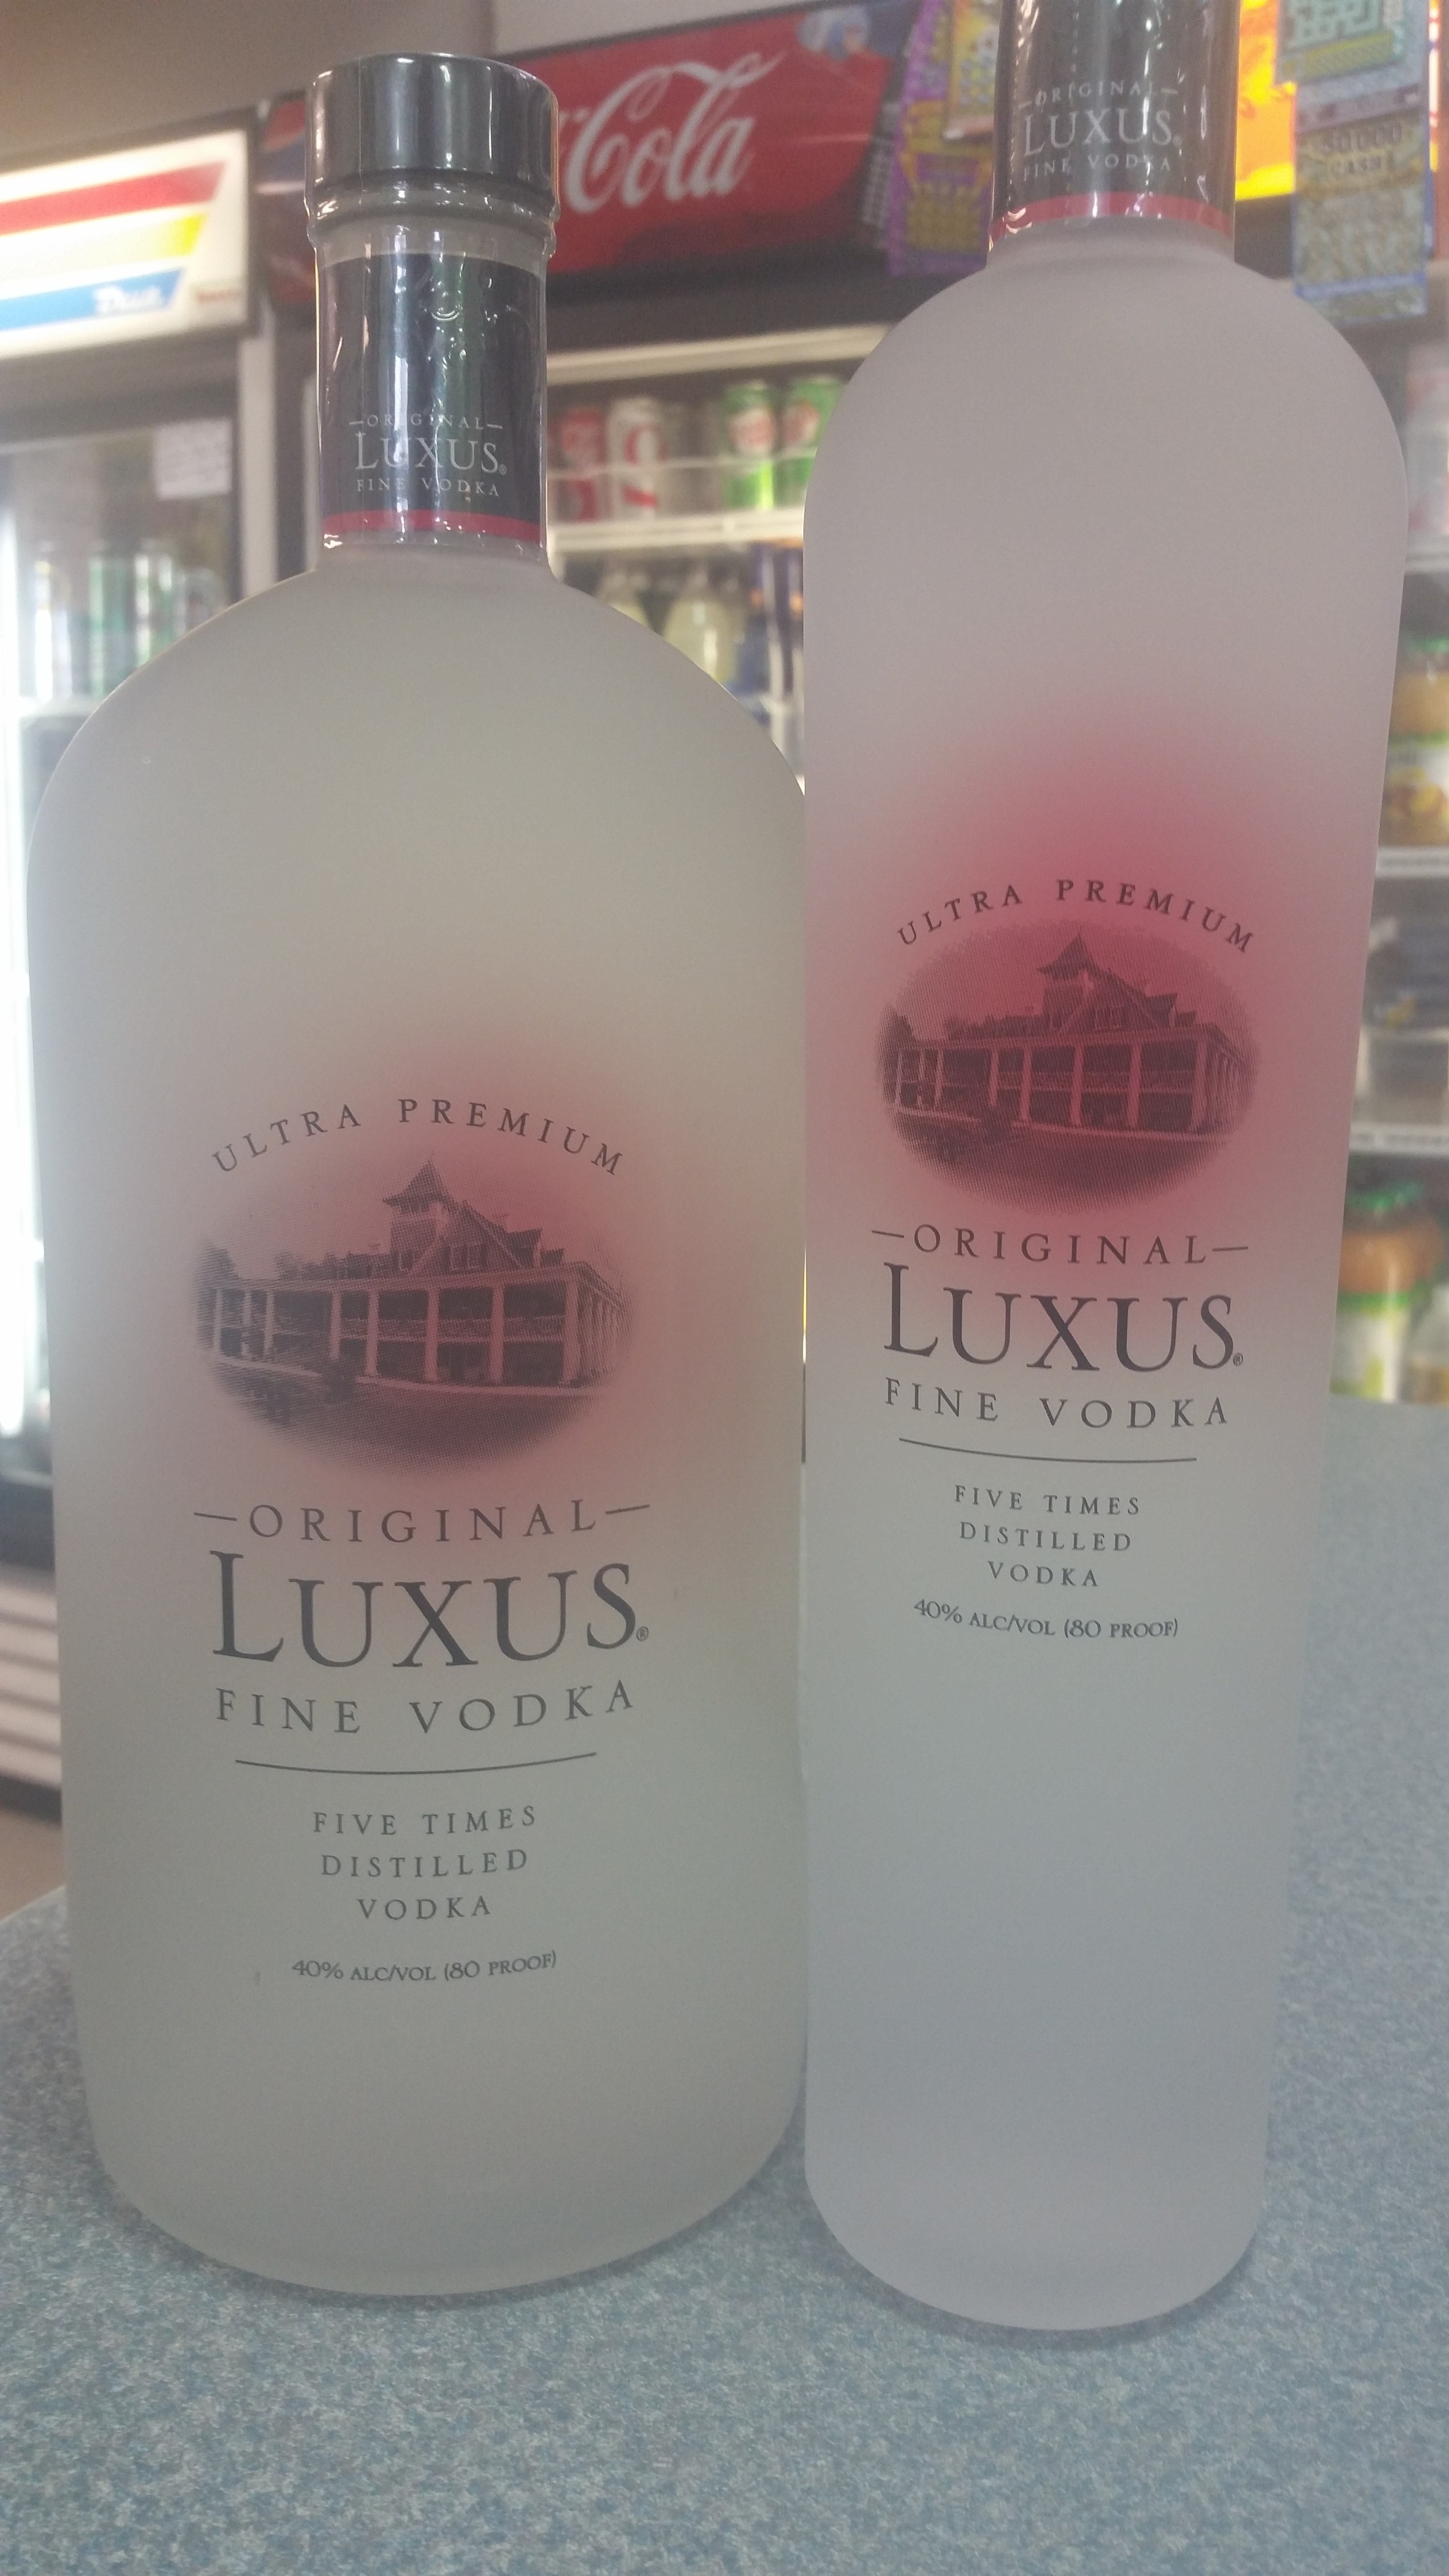 Cola
ORIGINAL
LUXUS®
FINE VODKA
ULTRA PREMIUM
—ORIGINAL—
LUXUS®
FINE VODKA
FIVE TIMES
DISTILLED
VODKA
40% ALC/VOL (80 PROOF)
—ORIGINAL—
LUXUS®
FINE VODKA
ULTRA PREMIUM
—ORIGINAL—
LUXUS®
FINE VODKA
FIVE TIMES
DISTILLED
VODKA
40% ALC/VOL (80 PROOF)
CASH